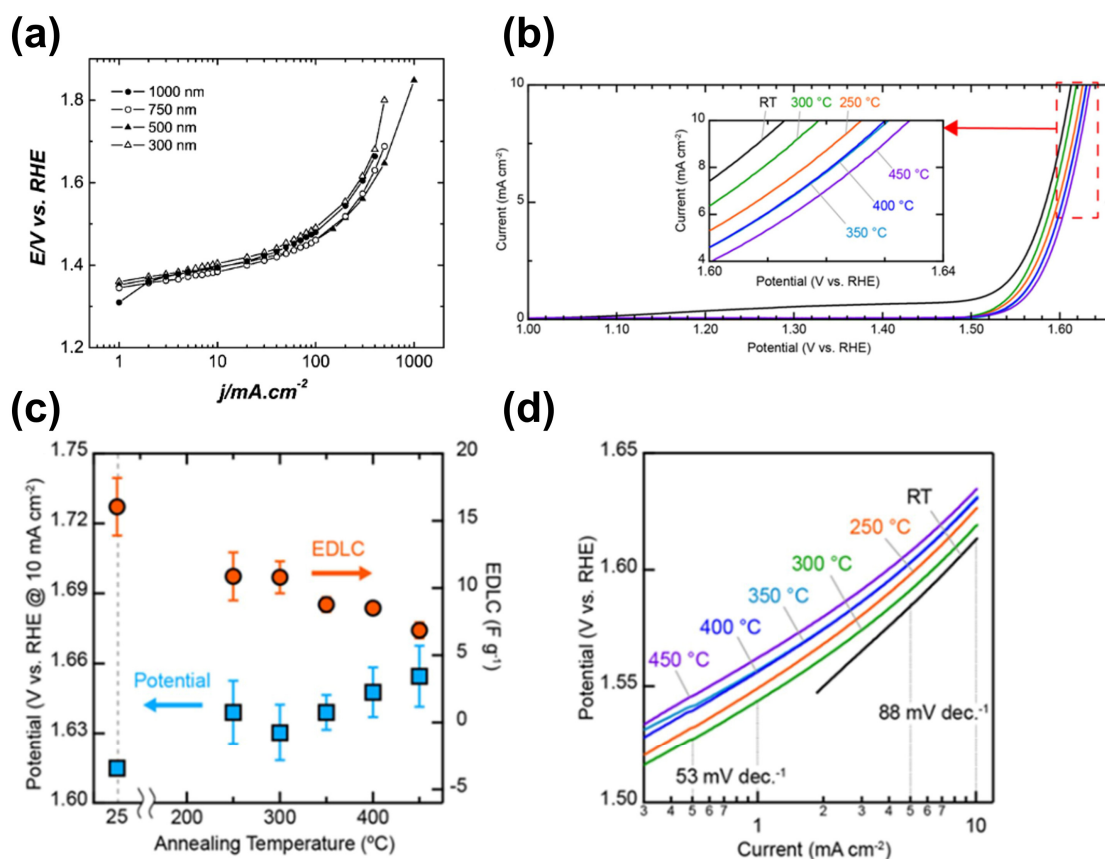 (a)
E/V vs. RHE
1.8
1.6
1.4
1.2
1000 nm
750 nm
500 nm
300 nm
1 10 100 1000
j/mA.cm-2
(b)
Current (mA cm-2)
10
5
0
1.00 1.10 1.20 1.30 1.40 1.50 1.60
Potential (V vs. RHE)
RT 300 °C 250 °C
Current (mA cm-2)
10
9
8
6
4
450 °C
400 °C
350 °C
1.60 1.64
Potential (V vs. RHE)
(c)
Potential (V vs. RHE @ 10 mA cm-2)
1.75
1.72
1.69
1.66
1.63
1.60
EDLC
Potential
20
15
10
5
0
-5
EDLC (F g-1)
25 200 300 400
Annealing Temperature (ºC)
(d)
Potential (V vs. RHE)
1.65
1.60
1.55
1.50
RT
250 °C
300 °C
350 °C
400 °C
450 °C
88 mV dec.-1
53 mV dec.-1
3 4 5 6 7 1 2 3 4 5 6 7 10
Current (mA cm-2)